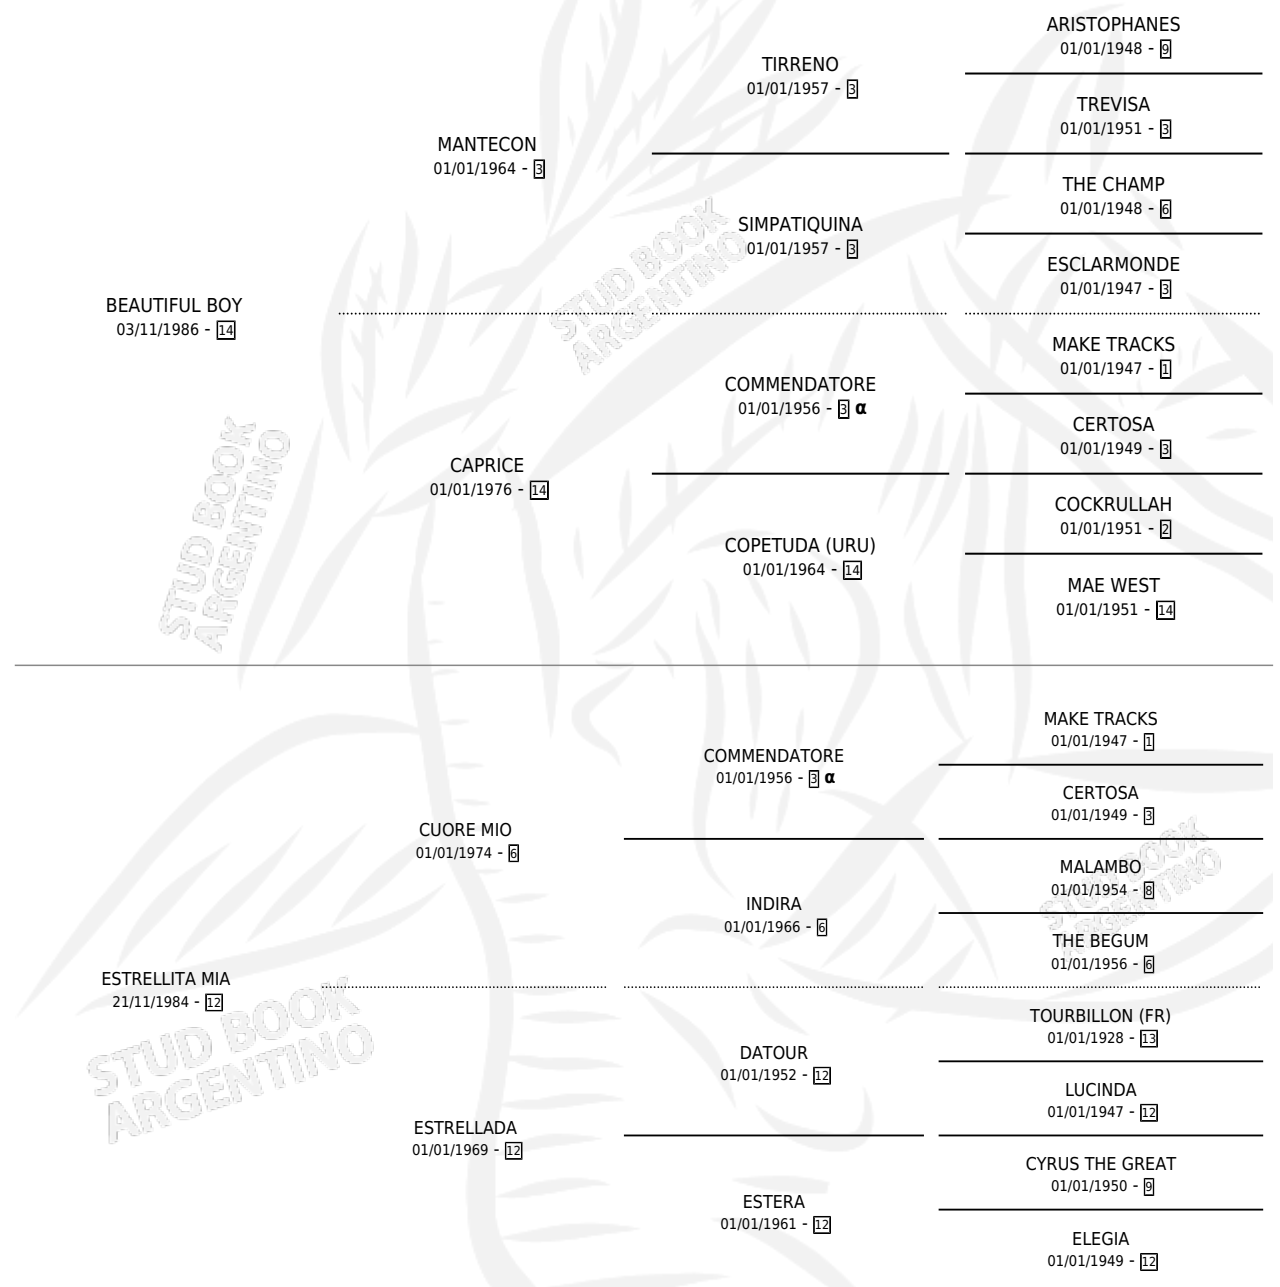 ARISTOPHANES
01/01/1948 - 9
TIRRENO
01/01/1957 - 3
TREVISA
01/01/1951 - 3
MANTECON
01/01/1964 - 3
THE CHAMP
01/01/1948 - 6
SIMPATIQUINA
01/01/1957 - 3
ESCLARMONDE
01/01/1947 - 3
BEAUTIFUL BOY
03/11/1986 - 14
MAKE TRACKS
01/01/1947 - 1
COMMENDATORE
01/01/1956 - 3 α
CERTOSA
01/01/1949 - 3
CAPRICE
01/01/1976 - 14
COCKRULLAH
01/01/1951 - 2
COPETUDA (URU)
01/01/1964 - 14
MAE WEST
01/01/1951 - 14
MAKE TRACKS
01/01/1947 - 1
COMMENDATORE
01/01/1956 - 3 α
CERTOSA
01/01/1949 - 3
CUORE MIO
01/01/1974 - 6
MALAMBO
01/01/1954 - 8
INDIRA
01/01/1966 - 6
THE BEGUM
01/01/1956 - 6
ESTRELLITA MIA
21/11/1984 - 12
TOURBILLON (FR)
01/01/1928 - 13
DATOUR
01/01/1952 - 12
LUCINDA
01/01/1947 - 12
ESTRELLADA
01/01/1969 - 12
CYRUS THE GREAT
01/01/1950 - 9
ESTERA
01/01/1961 - 12
ELEGIA
01/01/1949 - 12
STUD BOOK
ARGENTINO
STUD BOOK
ARGENTINO
STUD BOOK
ARGENTINO
STUD BOOK
ARGENTINO